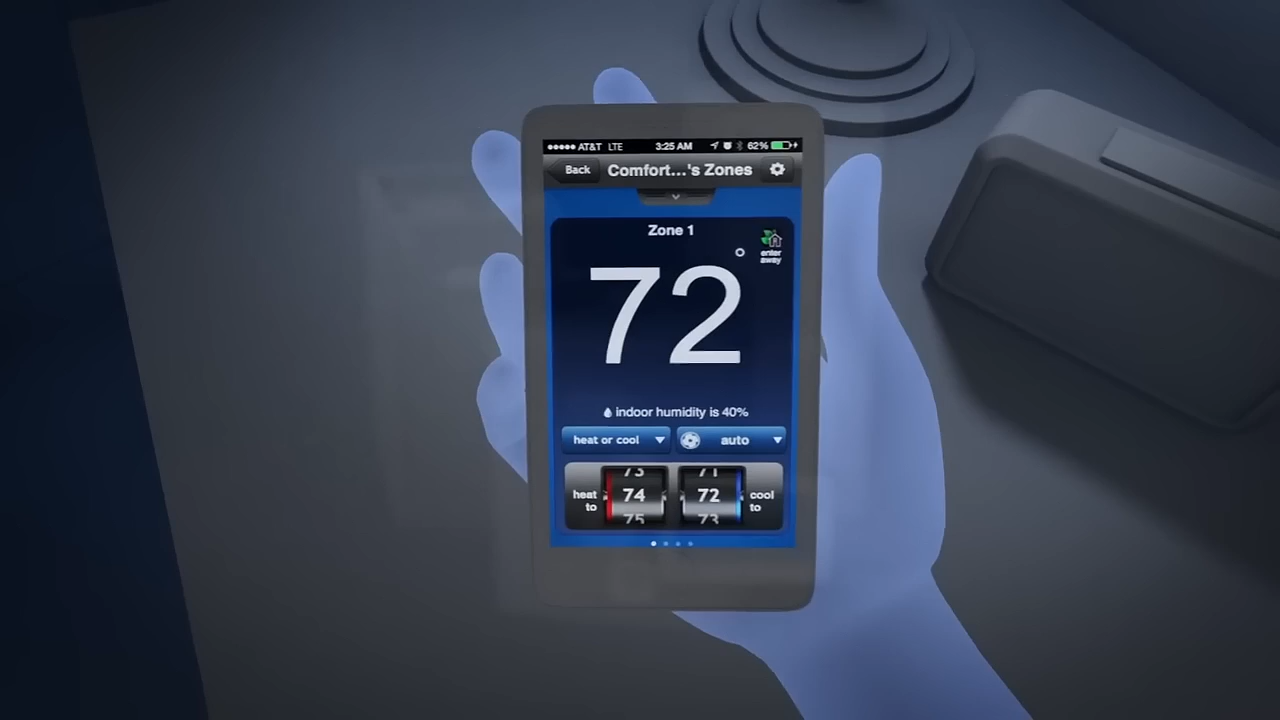 ●●●●● AT&T LTE 3:25 AM 62%
Back Comfort...'s Zones
Zone 1
enter
away
72°
indoor humidity is 40%
heat or cool auto
73 71
heat to 74 72 cool to
75 73